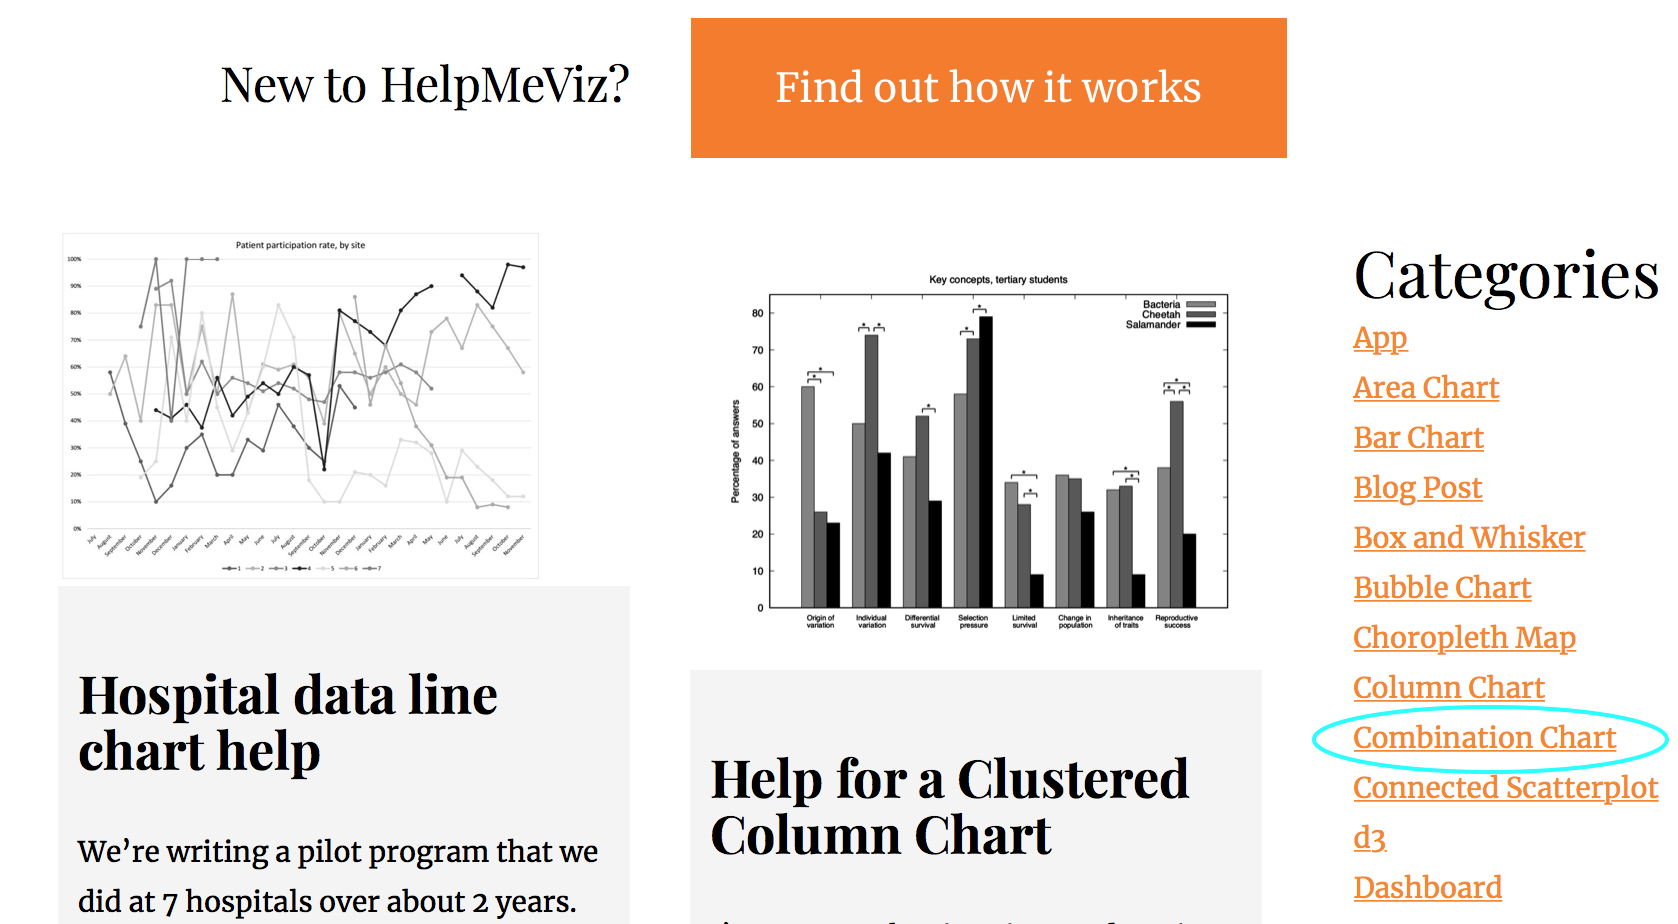 New to HelpMeViz?
Find out how it works
Patient participation rate, by site
100%
90%
80%
70%
60%
50%
40%
30%
20%
10%
0%
July August September October November December January February March April May June July August September October November December January February March April May June July August September October November
1 2 3 4 5 6 7
Hospital data line
chart help
We're writing a pilot program that we
did at 7 hospitals over about 2 years.
Key concepts, tertiary students
Bacteria
Cheetah
Salamander
Percentage of answers
80
70
60
50
40
30
20
10
0
Origin of variation
Individual variation
Differential survival
Selection pressure
Limited survival
Change in population
Inheritance of traits
Reproductive success
Help for a Clustered
Column Chart
Categories
App
Area Chart
Bar Chart
Blog Post
Box and Whisker
Bubble Chart
Choropleth Map
Column Chart
Combination Chart
Connected Scatterplot
d3
Dashboard